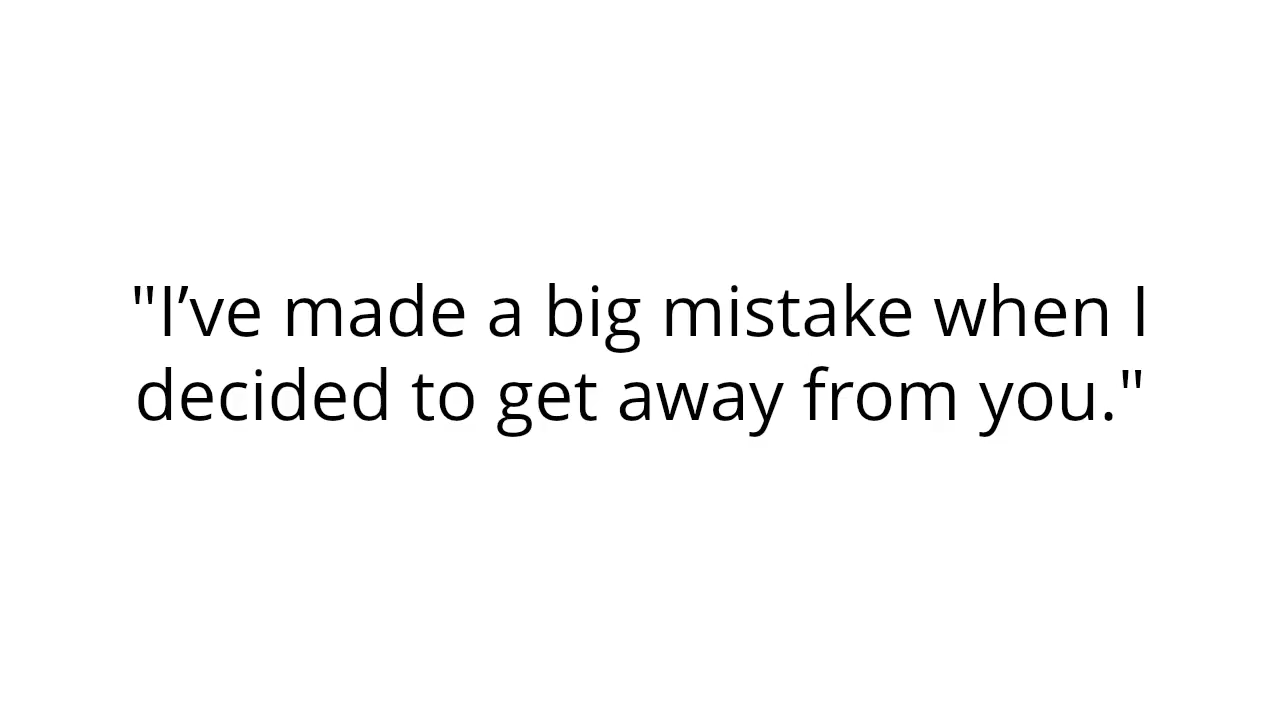 "I’ve made a big mistake when I
decided to get away from you."